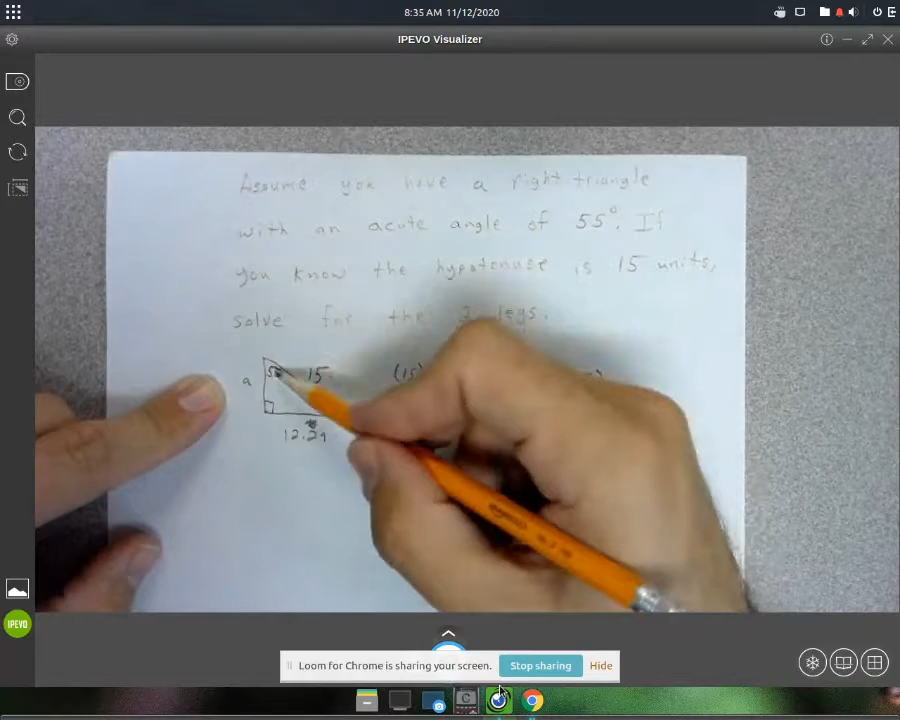 8:35 AM 11/12/2020
IPEVO Visualizer
Assume you have a right triangle
with an acute angle of 55°. If
you know the hypotenuse is 15 units,
solve for the 2 legs.
a 15 (15)
12.29
IPEVO
Loom for Chrome is sharing your screen. Stop sharing Hide